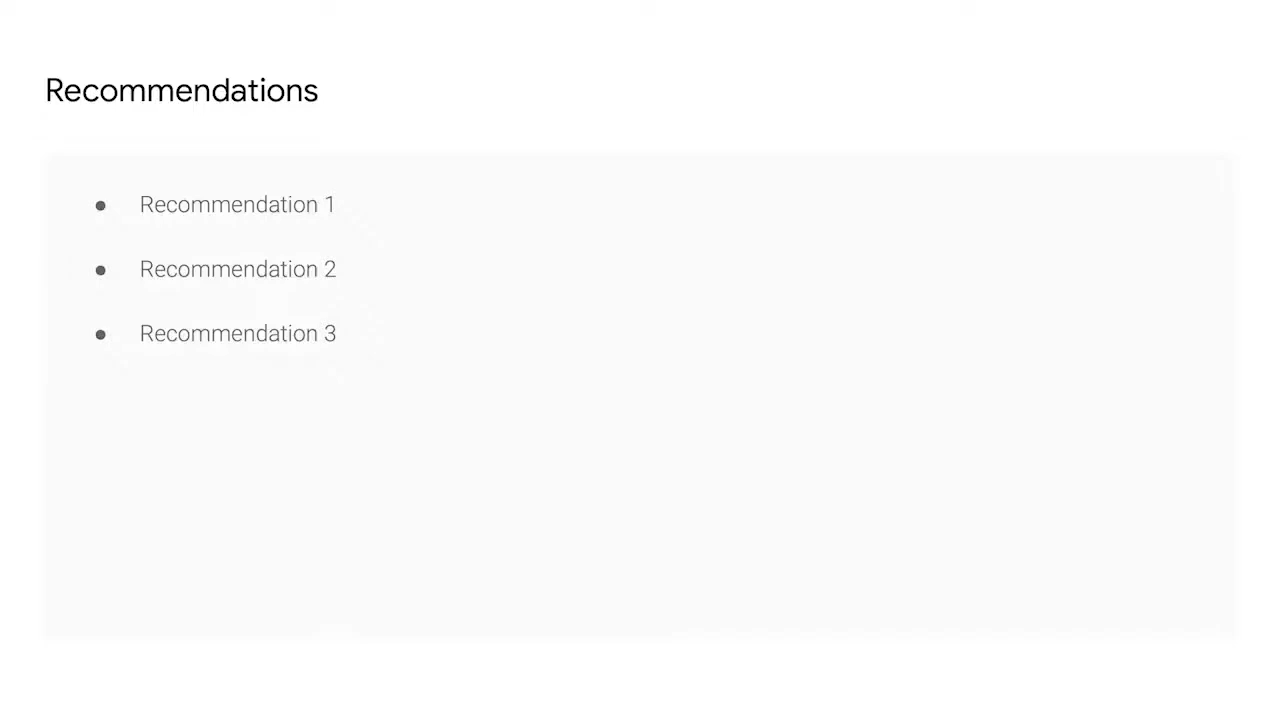 Recommendations
● Recommendation 1
● Recommendation 2
● Recommendation 3